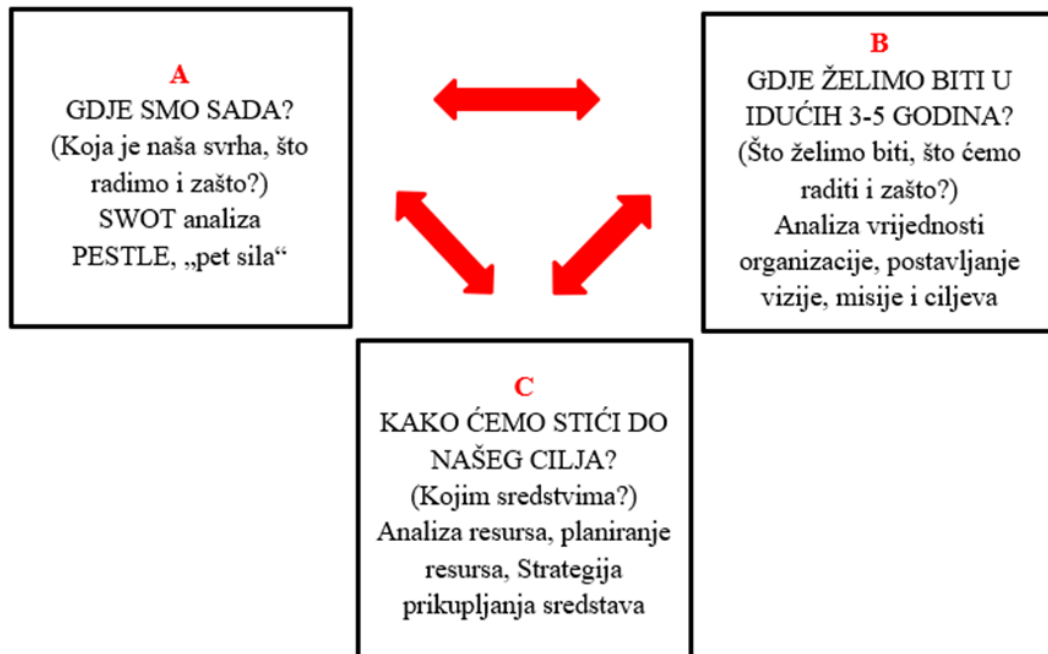 A
GDJE SMO SADA?
(Koja je naša svrha, što
radimo i zašto?)
SWOT analiza
PESTLE, „pet sila“
B
GDJE ŽELIMO BITI U
IDUĆIH 3-5 GODINA?
(Što želimo biti, što ćemo
raditi i zašto?)
Analiza vrijednosti
organizacije, postavljanje
vizije, misije i ciljeva
C
KAKO ĆEMO STIĆI DO
NAŠEG CILJA?
(Kojim sredstvima?)
Analiza resursa, planiranje
resursa, Strategija
prikupljanja sredstava